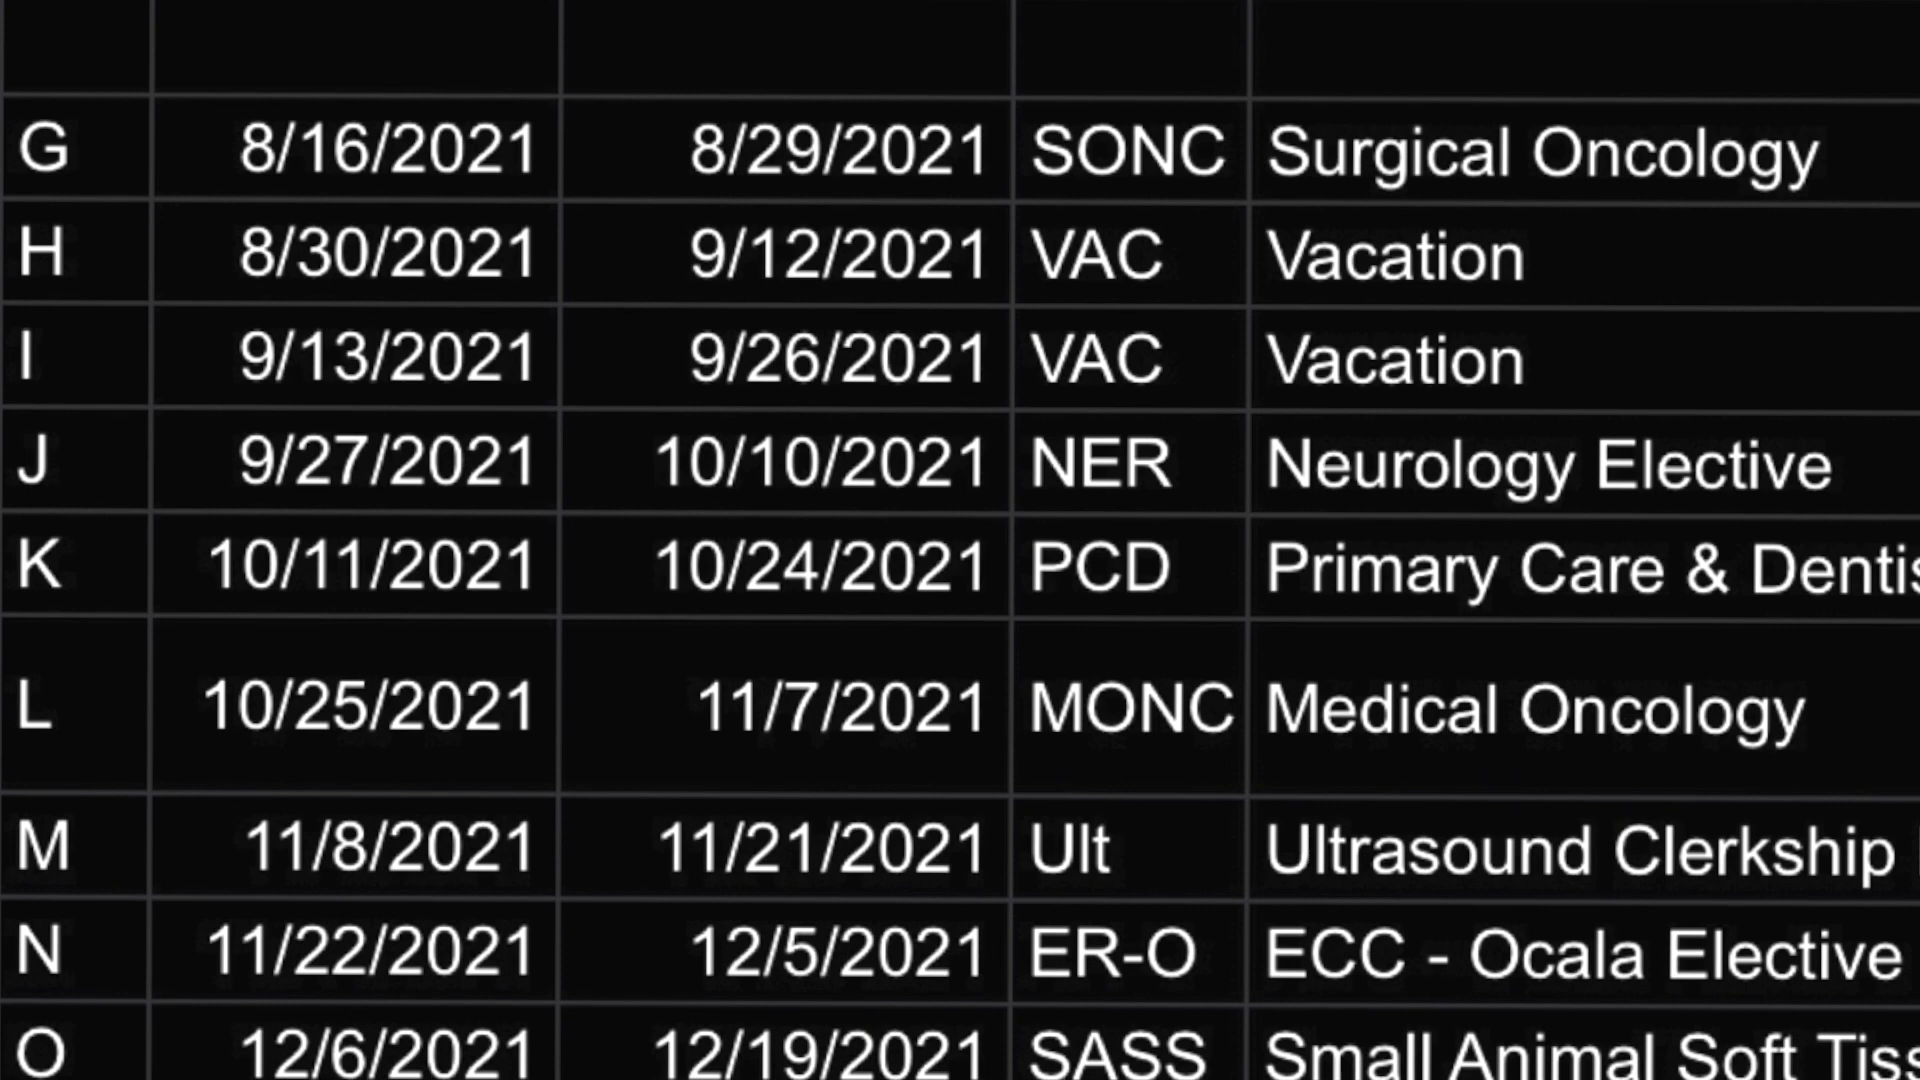 G 8/16/2021 8/29/2021 SONC Surgical Oncology
H 8/30/2021 9/12/2021 VAC Vacation
I 9/13/2021 9/26/2021 VAC Vacation
J 9/27/2021 10/10/2021 NER Neurology Elective
K 10/11/2021 10/24/2021 PCD Primary Care &
L 10/25/2021 11/7/2021 MONC Medical Oncology
M 11/8/2021 11/21/2021 Ult Ultrasound Clerkship
N 11/22/2021 12/5/2021 ER-O ECC - Ocala Elective
O 12/6/2021 12/19/2021 SASS Small Animal Soft